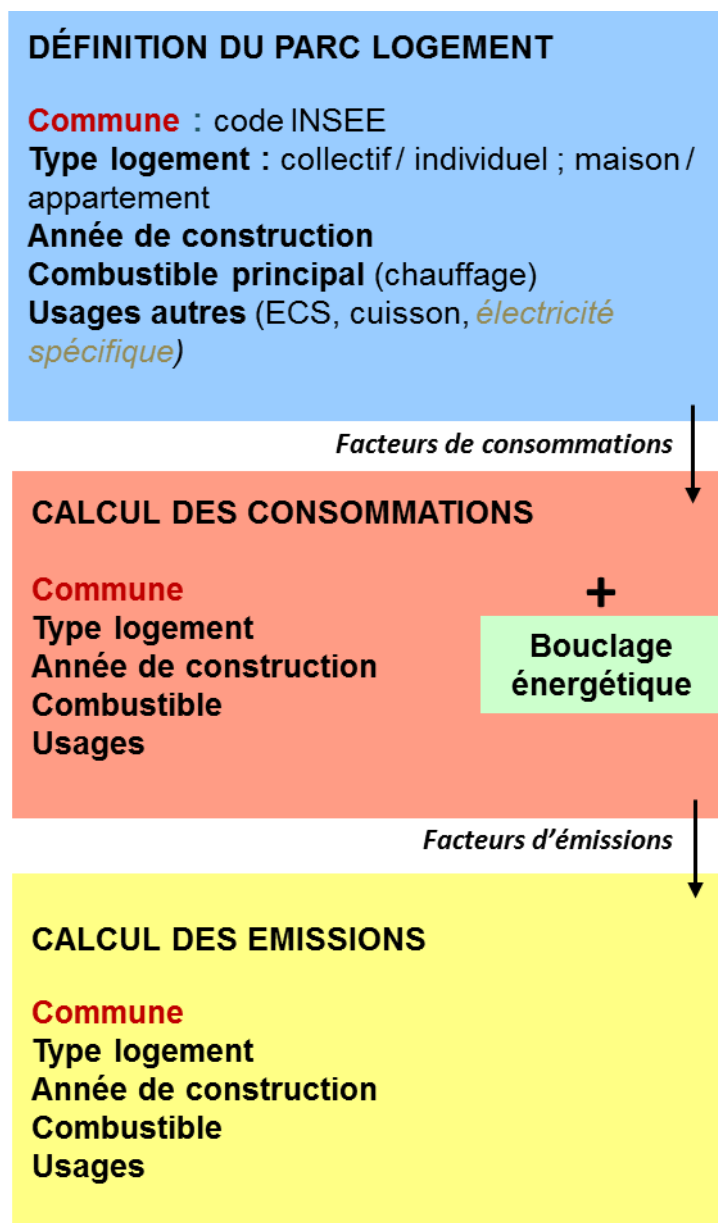 DÉFINITION DU PARC LOGEMENT
Commune : code INSEE
Type logement : collectif / individuel ; maison /
appartement
Année de construction
Combustible principal (chauffage)
Usages autres (ECS, cuisson, électricité
spécifique)
Facteurs de consommations
CALCUL DES CONSOMMATIONS
Commune
Type logement
Année de construction
Combustible
Usages
+
Bouclage
énergétique
Facteurs d'émissions
CALCUL DES EMISSIONS
Commune
Type logement
Année de construction
Combustible
Usages